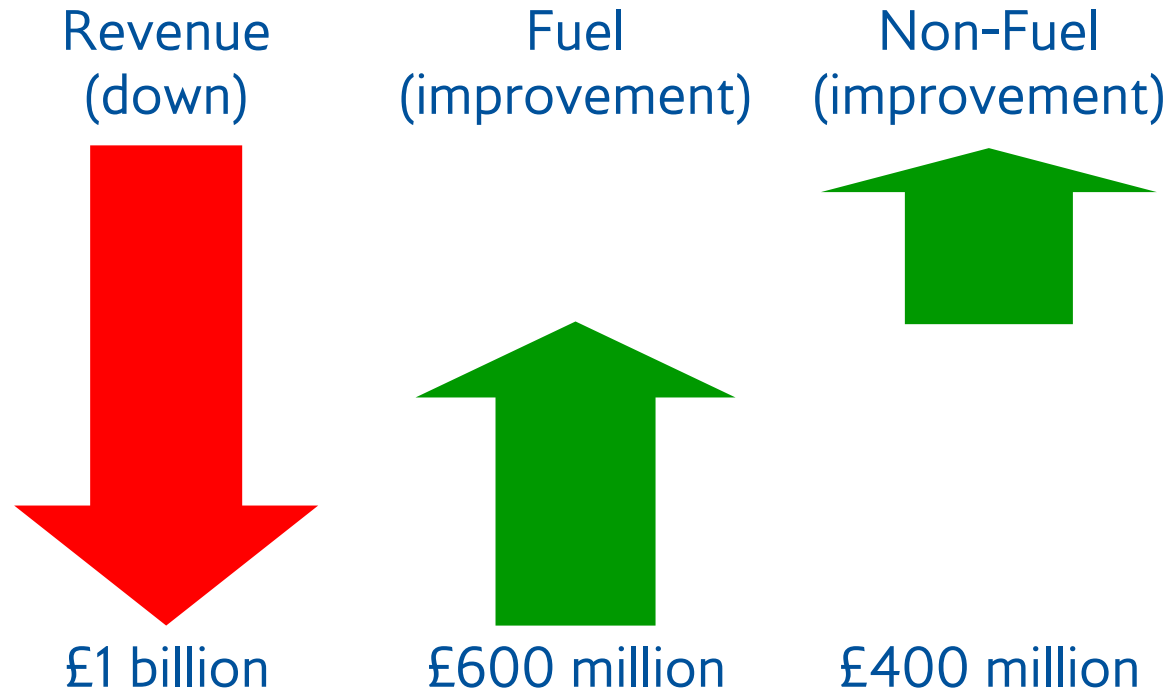 Revenue
(down)
Fuel
(improvement)
Non-Fuel
(improvement)
£1 billion
£600 million
£400 million